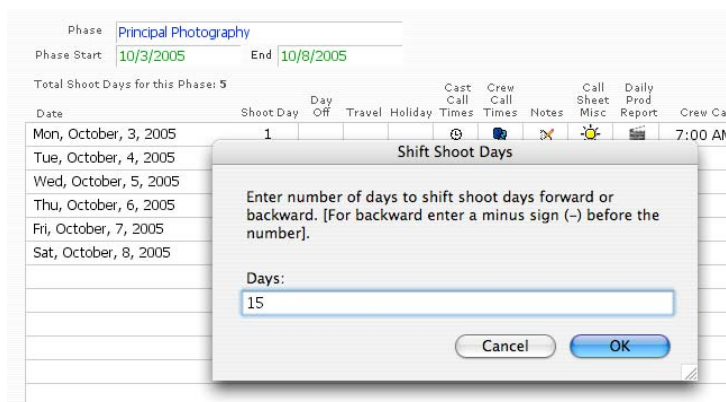 Phase Principal Photography
Phase Start 10/3/2005 End 10/8/2005
Total Shoot Days for this Phase: 5
Date Shoot Day Day Off Travel Holiday Cast Call Times Crew Call Times Notes Call Sheet Misc Daily Prod Report Crew Ca
Mon, October, 3, 2005 1 7:00 AM
Tue, October, 4, 2005
Wed, October, 5, 2005
Thu, October, 6, 2005
Fri, October, 7, 2005
Sat, October, 8, 2005
Shift Shoot Days
Enter number of days to shift shoot days forward or
backward. [For backward enter a minus sign (–) before the
number].
Days:
15
Cancel OK